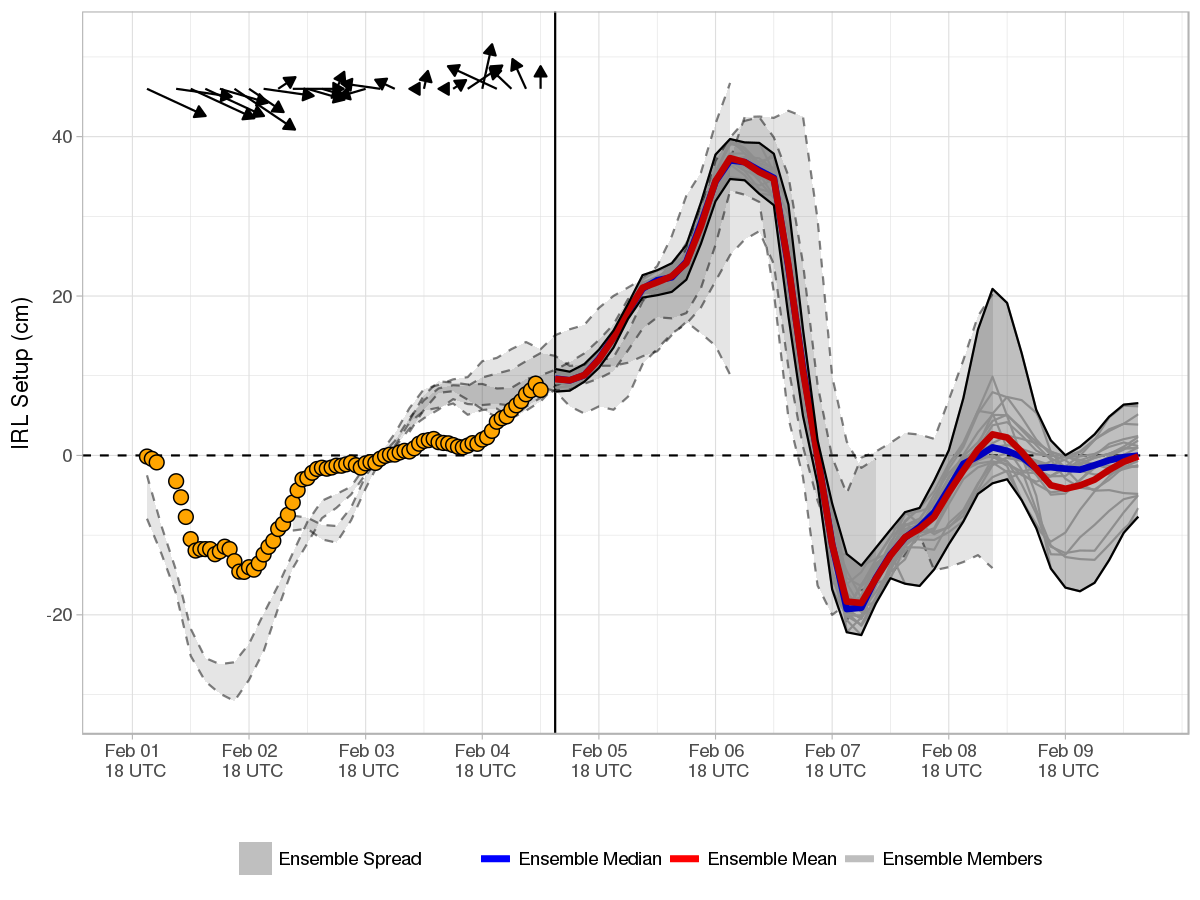 IRL Setup (cm)
40
20
0
-20
Feb 01 Feb 02 Feb 03 Feb 04 Feb 05 Feb 06 Feb 07 Feb 08 Feb 09
18 UTC 18 UTC 18 UTC 18 UTC 18 UTC 18 UTC 18 UTC 18 UTC 18 UTC
Ensemble Spread Ensemble Median Ensemble Mean Ensemble Members